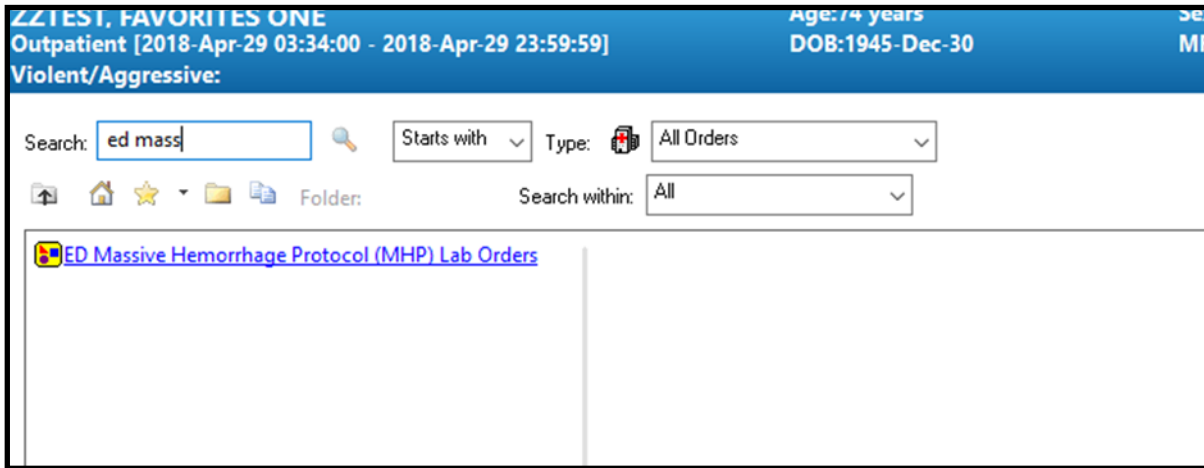 ZZTEST, FAVORITES ONE Age:74 years Se
Outpatient [2018-Apr-29 03:34:00 - 2018-Apr-29 23:59:59] DOB:1945-Dec-30
Violent/Aggressive:
Search: ed mass Starts with Type: All Orders
Folder: Search within: All
ED Massive Hemorrhage Protocol (MHP) Lab Orders